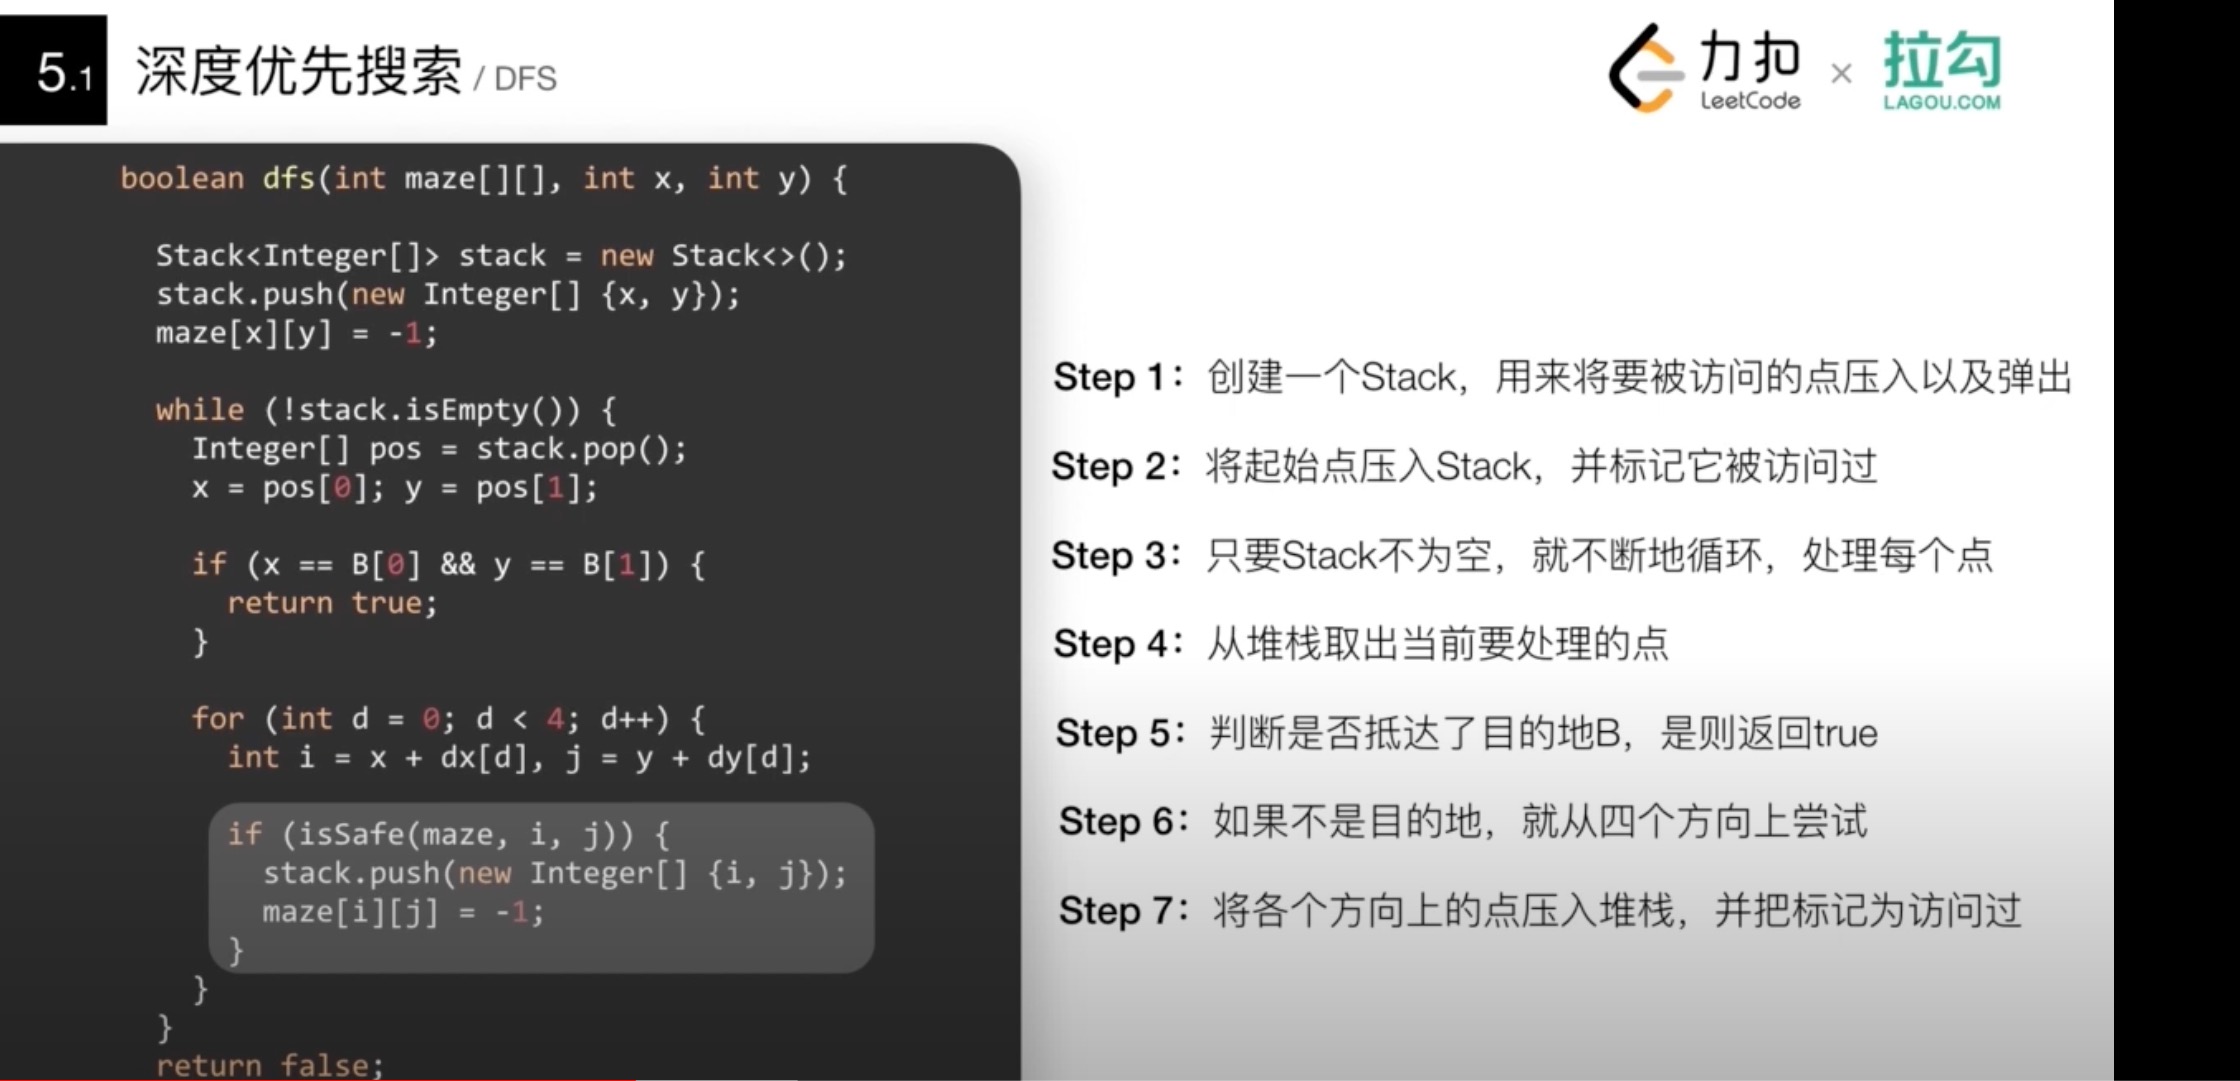 5.1 深度优先搜索 / DFS
力扣 LeetCode × 拉勾 LAGOU.COM
boolean dfs(int maze[][], int x, int y) {
Stack<Integer[]> stack = new Stack<>();
stack.push(new Integer[] {x, y});
maze[x][y] = -1;
while (!stack.isEmpty()) {
Integer[] pos = stack.pop();
x = pos[0]; y = pos[1];
if (x == B[0] && y == B[1]) {
return true;
}
for (int d = 0; d < 4; d++) {
int i = x + dx[d], j = y + dy[d];
if (isSafe(maze, i, j)) {
stack.push(new Integer[] {i, j});
maze[i][j] = -1;
}
}
}
return false;
Step 1：创建一个Stack，用来将要被访问的点压入以及弹出
Step 2：将起始点压入Stack，并标记它被访问过
Step 3：只要Stack不为空，就不断地循环，处理每个点
Step 4：从堆栈取出当前要处理的点
Step 5：判断是否抵达了目的地B，是则返回true
Step 6：如果不是目的地，就从四个方向上尝试
Step 7：将各个方向上的点压入堆栈，并把标记为访问过